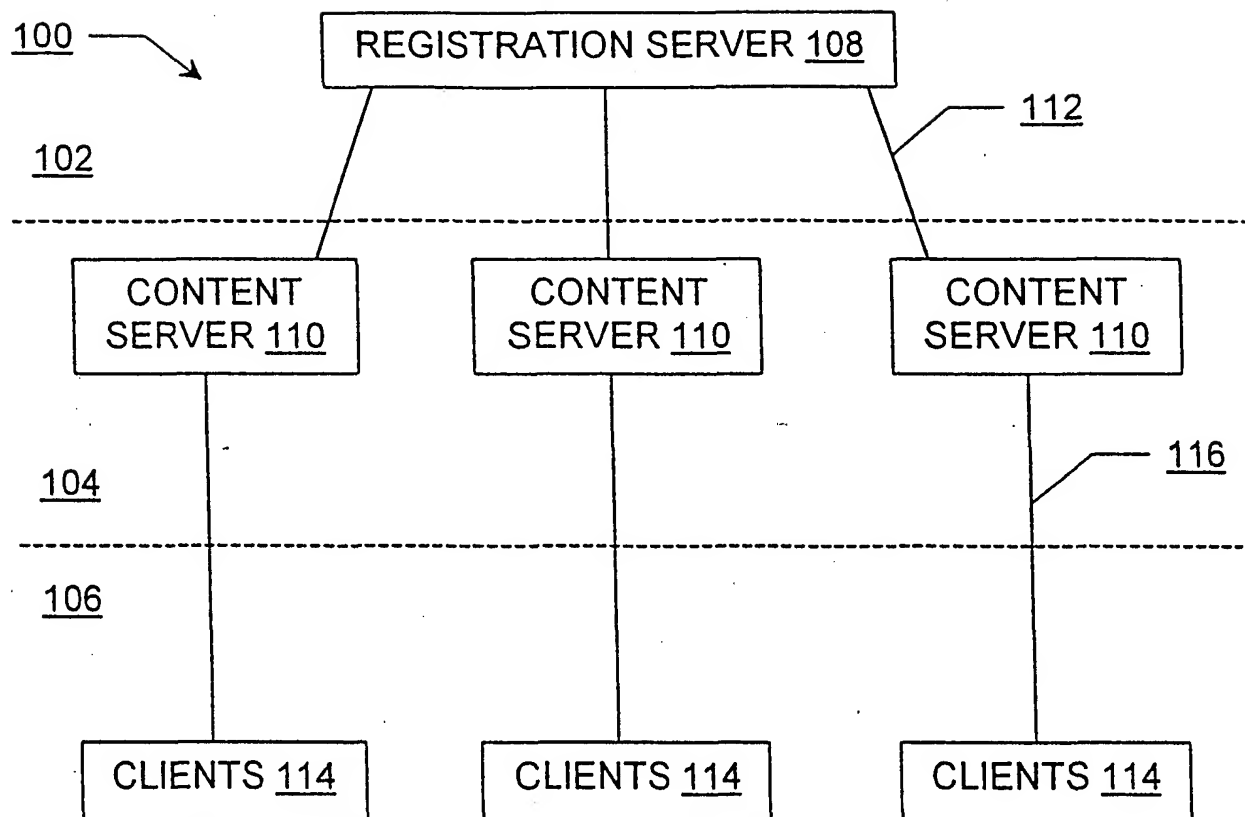 100
REGISTRATION SERVER 108
112
102
CONTENT
SERVER 110
CONTENT
SERVER 110
CONTENT
SERVER 110
116
104
106
CLIENTS 114
CLIENTS 114
CLIENTS 114